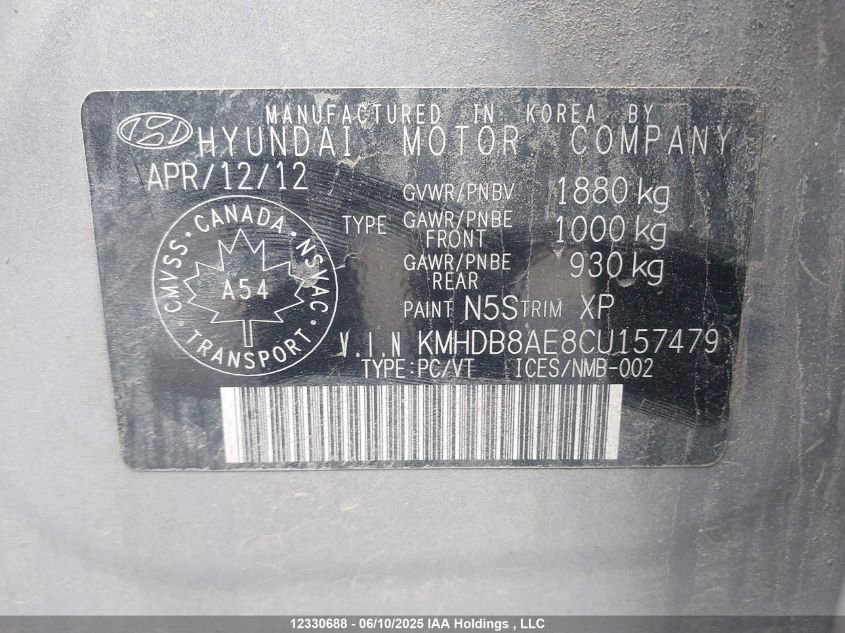 MANUFACTURED IN KOREA BY
HYUNDAI MOTOR COMPANY
APR/12/12
GVWR/PNBV 1880 kg
TYPE GAWR/PNBE FRONT 1000 kg
GAWR/PNBE REAR 930 kg
PAINT N5S TRIM XP
CMVSS · CANADA · NSVAC
A54
TRANSPORT
V.I.N KMHDB8AE8CU157479
TYPE:PC/VT ICES/NMB-002
12330688 - 06/10/2025 IAA Holdings , LLC